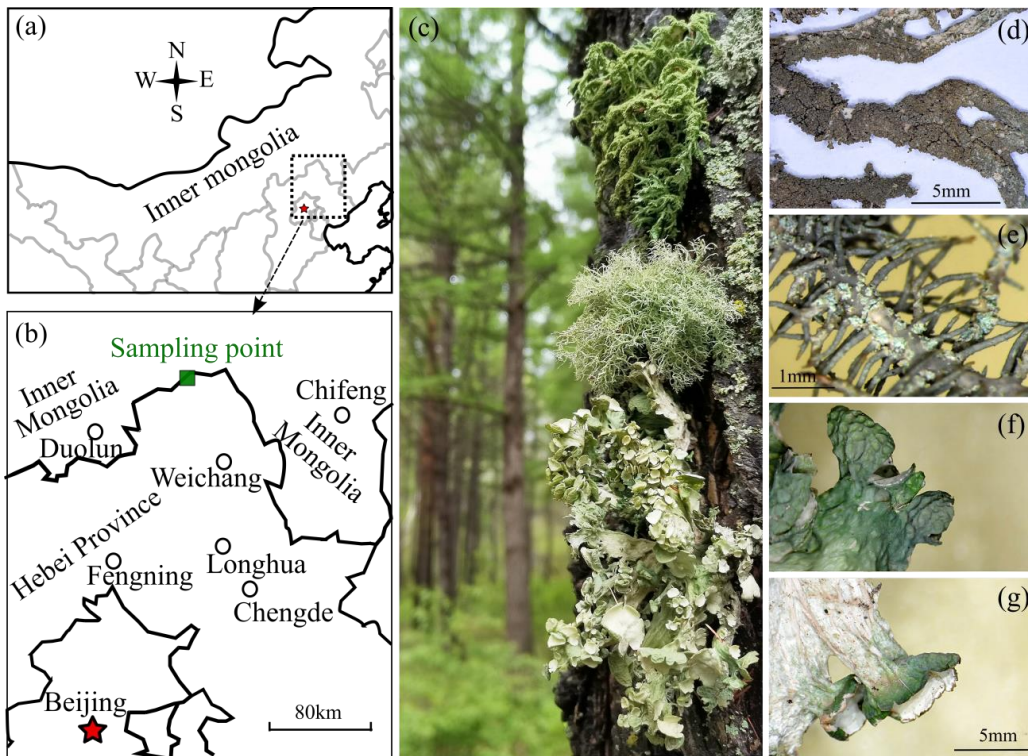 (a)
N
W
E
S
Inner mongolia
(b)
Sampling point
Inner
Mongolia
Duolun
Chifeng
Inner
Mongolia
Weichang
Hebei Province
Fengning
Longhua
Chengde
Beijing
80km
(c)
(d)
5mm
(e)
1mm
(f)
(g)
5mm